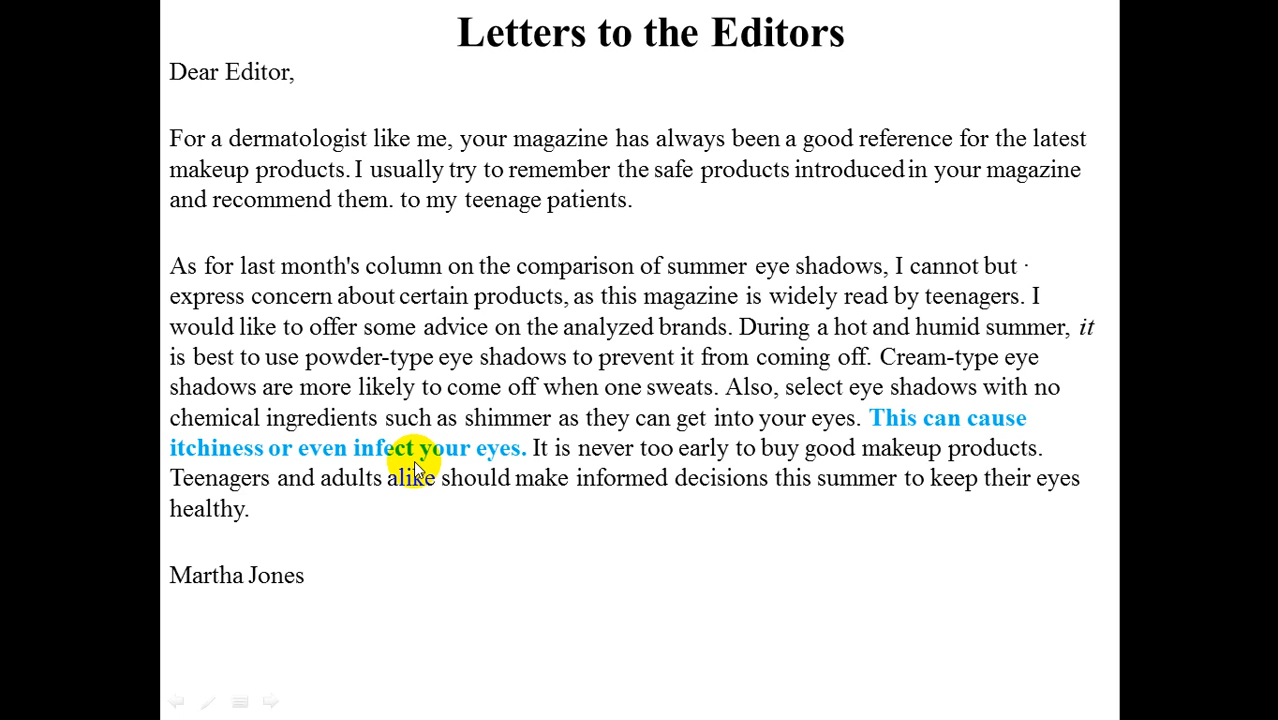 Letters to the Editors
Dear Editor,
For a dermatologist like me, your magazine has always been a good reference for the latest
makeup products. I usually try to remember the safe products introduced in your magazine
and recommend them. to my teenage patients.
As for last month's column on the comparison of summer eye shadows, I cannot but ·
express concern about certain products, as this magazine is widely read by teenagers. I
would like to offer some advice on the analyzed brands. During a hot and humid summer, it
is best to use powder-type eye shadows to prevent it from coming off. Cream-type eye
shadows are more likely to come off when one sweats. Also, select eye shadows with no
chemical ingredients such as shimmer as they can get into your eyes. This can cause
itchiness or even infect your eyes. It is never too early to buy good makeup products.
Teenagers and adults alike should make informed decisions this summer to keep their eyes
healthy.
Martha Jones